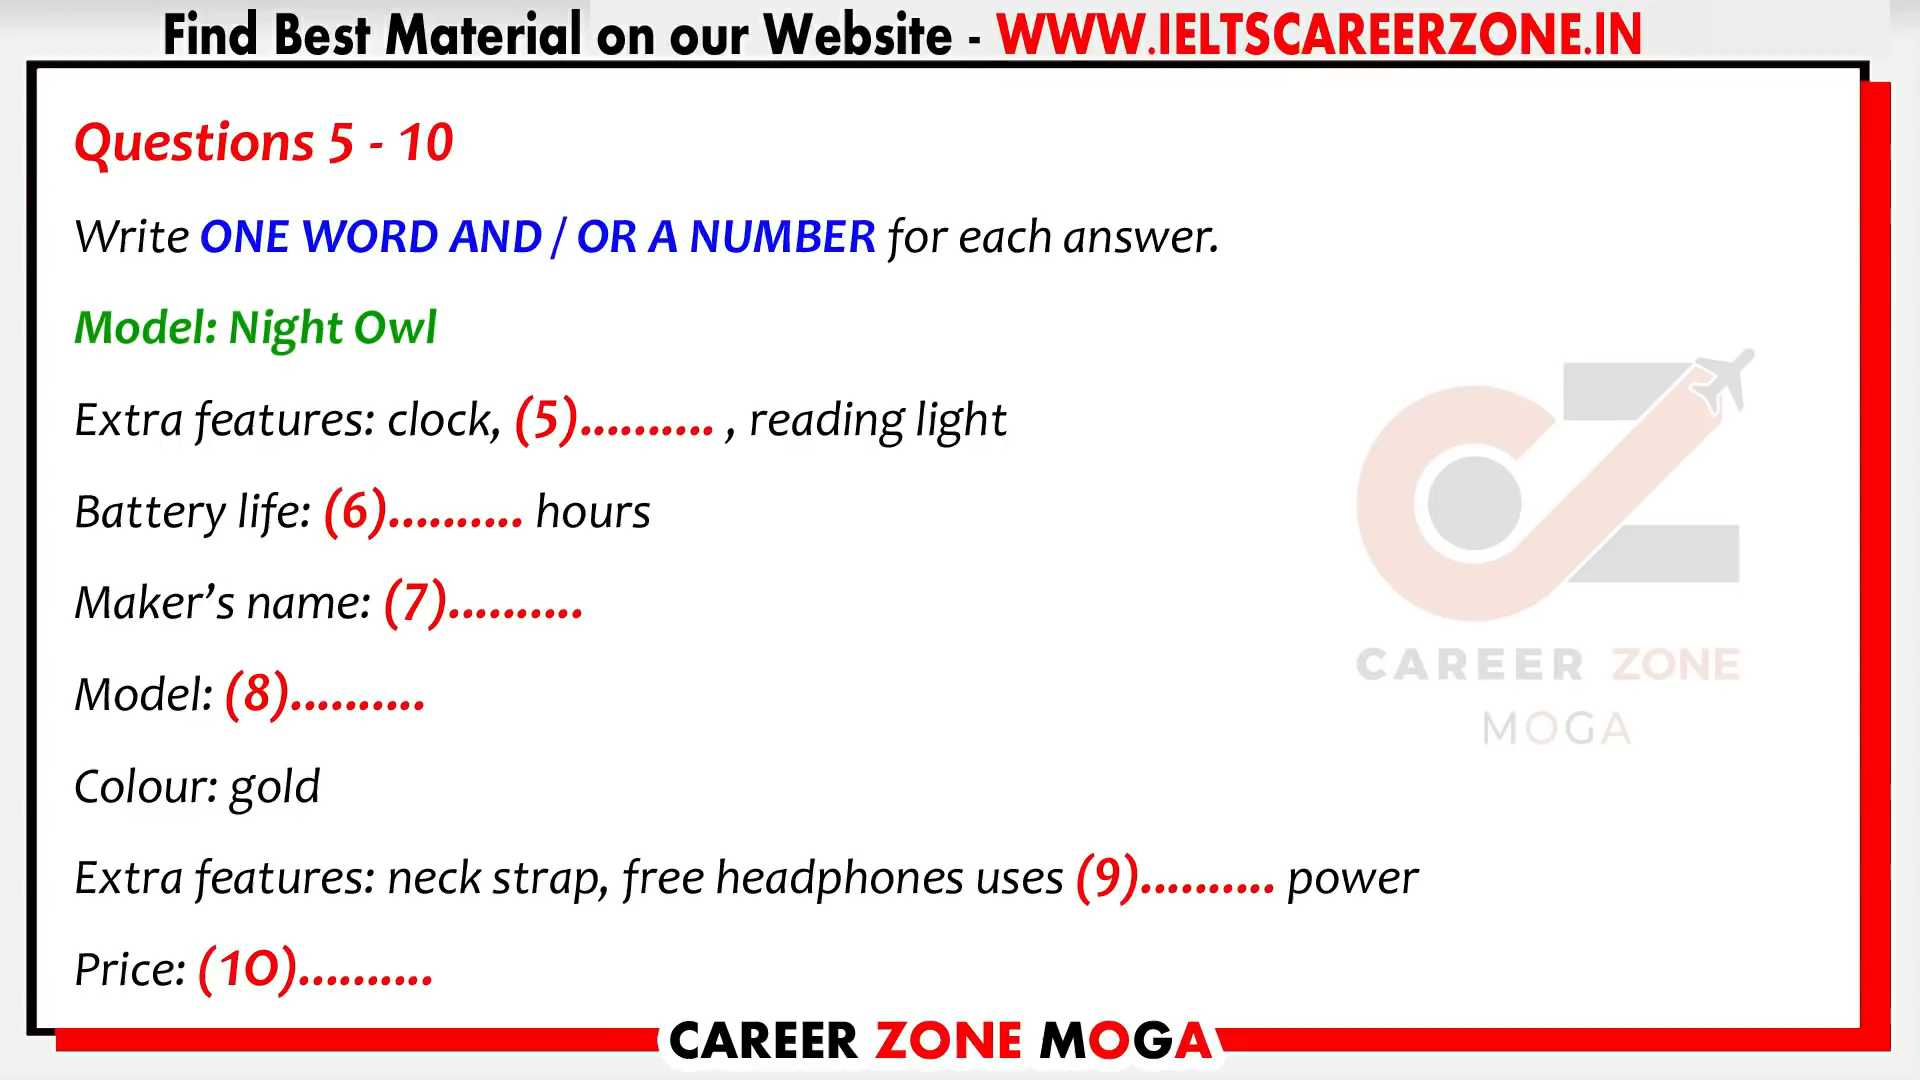 Find Best Material on our Website - WWW.IELTSCAREERZONE.IN
Questions 5 - 10
Write ONE WORD AND / OR A NUMBER for each answer.
Model: Night Owl
Extra features: clock, (5).......... , reading light
Battery life: (6).......... hours
Maker’s name: (7)..........
Model: (8)..........
Colour: gold
Extra features: neck strap, free headphones uses (9).......... power
Price: (10)..........
CAREER ZONE
MOGA
CAREER ZONE MOGA